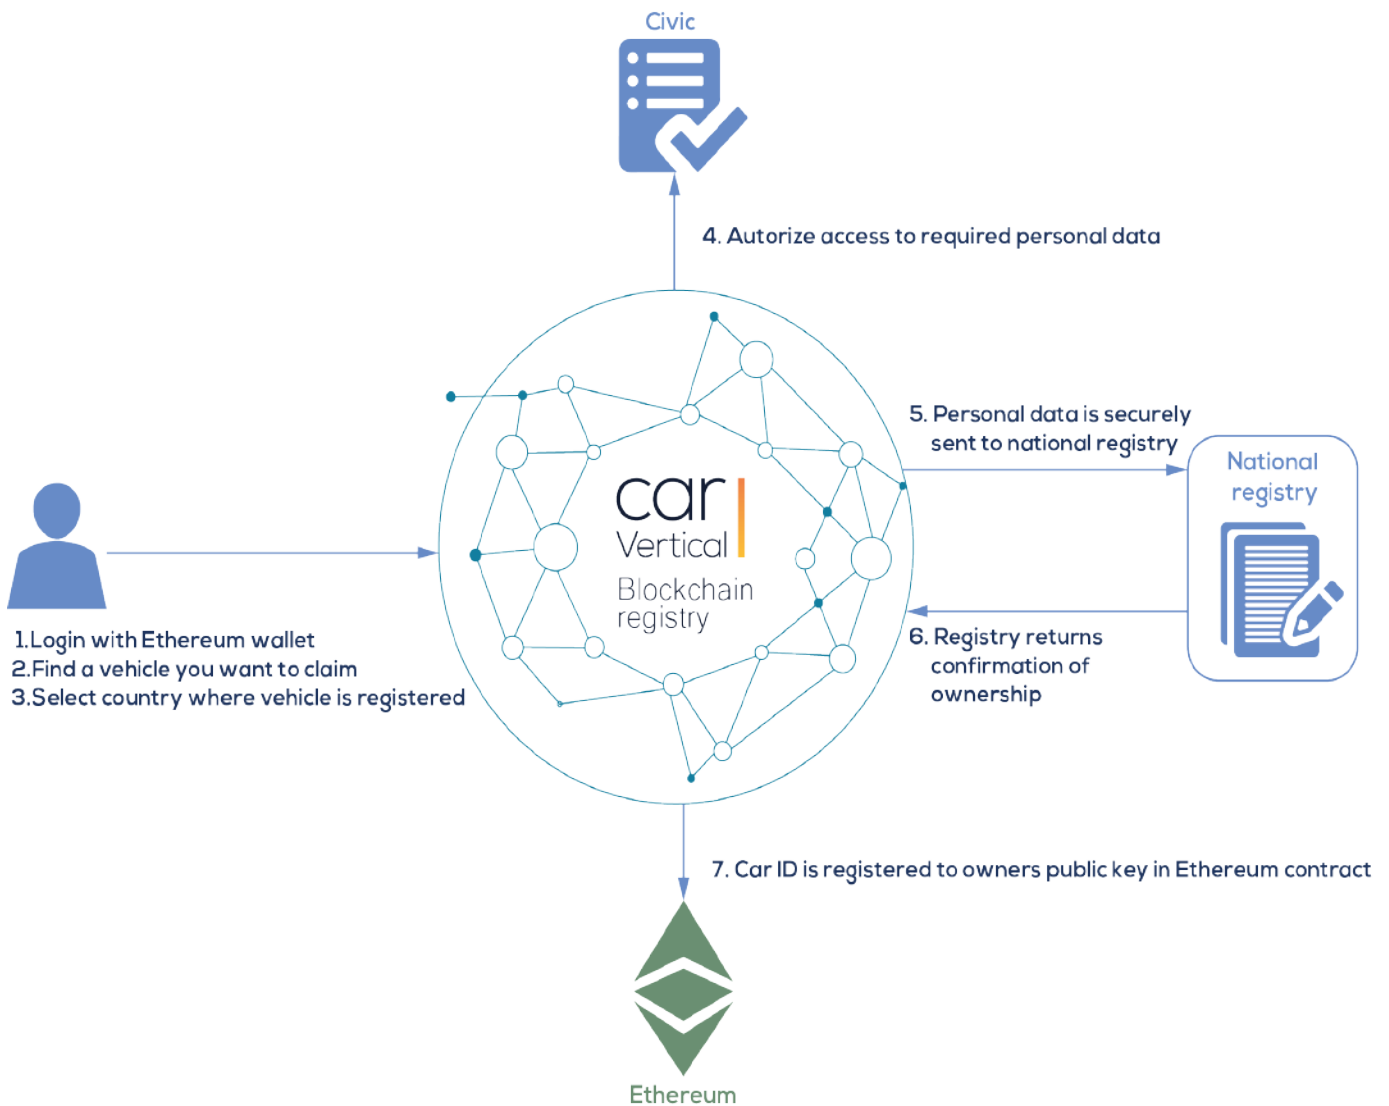 Civic
4. Autorize access to required personal data
5. Personal data is securely
sent to national registry
National
registry
car
Vertical
Blockchain
registry
1.Login with Ethereum wallet
2.Find a vehicle you want to claim
3.Select country where vehicle is registered
6. Registry returns
confirmation of
ownership
7. Car ID is registered to owners public key in Ethereum contract
Ethereum